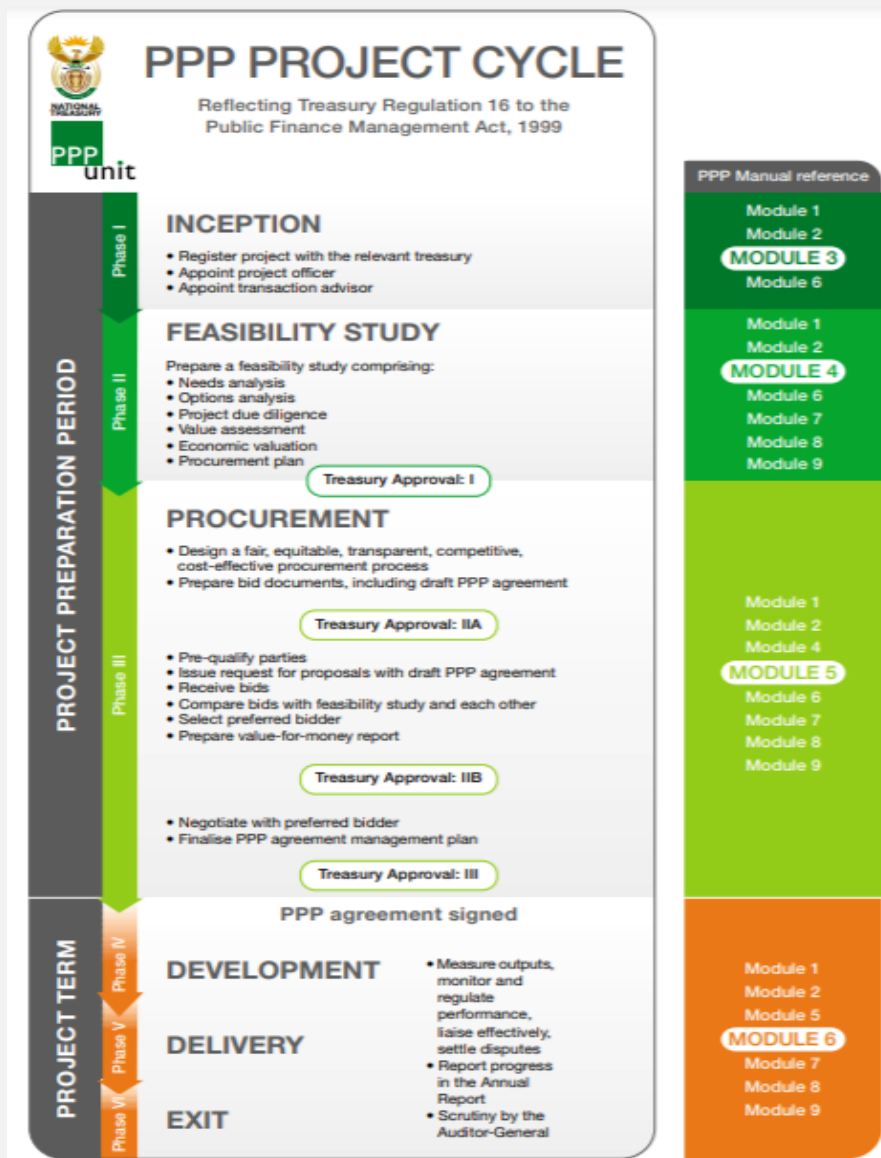 PPP PROJECT CYCLE
NATIONAL
TREASURY
Reflecting Treasury Regulation 16 to the
Public Finance Management Act, 1999
PPP
unit
PPP Manual reference
PROJECT PREPARATION PERIOD
Phase I
INCEPTION
• Register project with the relevant treasury
• Appoint project officer
• Appoint transaction advisor
Module 1
Module 2
MODULE 3
Module 6
Phase II
FEASIBILITY STUDY
Prepare a feasibility study comprising:
• Needs analysis
• Options analysis
• Project due diligence
• Value assessment
• Economic valuation
• Procurement plan
Treasury Approval: I
Module 1
Module 2
MODULE 4
Module 6
Module 7
Module 8
Module 9
Phase III
PROCUREMENT
• Design a fair, equitable, transparent, competitive,
cost-effective procurement process
• Prepare bid documents, including draft PPP agreement
Treasury Approval: IIA
• Pre-qualify parties
• Issue request for proposals with draft PPP agreement
• Receive bids
• Compare bids with feasibility study and each other
• Select preferred bidder
• Prepare value-for-money report
Treasury Approval: IIB
• Negotiate with preferred bidder
• Finalise PPP agreement management plan
Treasury Approval: III
Module 1
Module 2
Module 4
MODULE 5
Module 6
Module 7
Module 8
Module 9
PROJECT TERM
PPP agreement signed
Phase IV
DEVELOPMENT
Phase V
DELIVERY
Phase VI
EXIT
• Measure outputs,
monitor and
regulate
performance,
liaise effectively,
settle disputes
• Report progress
in the Annual
Report
• Scrutiny by the
Auditor-General
Module 1
Module 2
Module 5
MODULE 6
Module 7
Module 8
Module 9